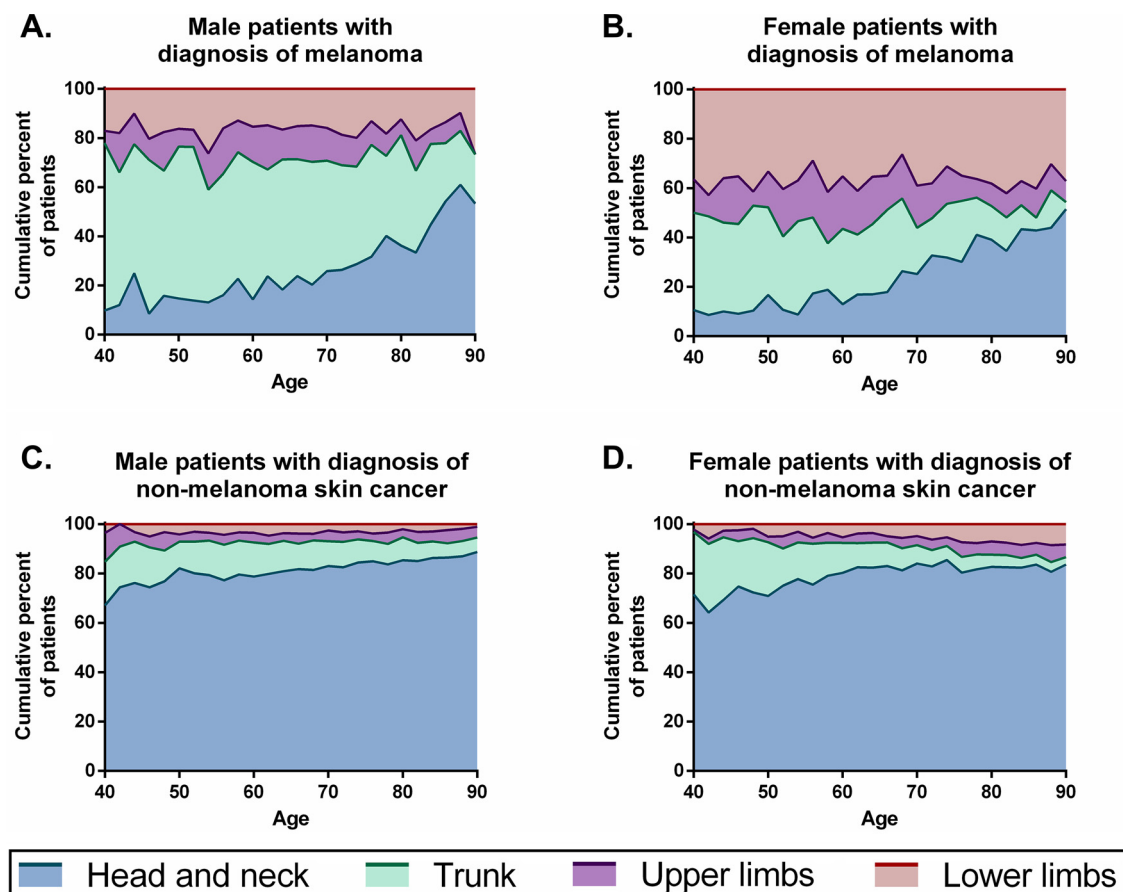 A.
Male patients with
diagnosis of melanoma
Cumulative percent
of patients
100
80
60
40
20
0
40 50 60 70 80 90
Age
B.
Female patients with
diagnosis of melanoma
Cumulative percent
of patients
100
80
60
40
20
0
40 50 60 70 80 90
Age
C.
Male patients with diagnosis of
non-melanoma skin cancer
Cumulative percent
of patients
100
80
60
40
20
0
40 50 60 70 80 90
Age
D.
Female patients with diagnosis of
non-melanoma skin cancer
Cumulative percent
of patients
100
80
60
40
20
0
40 50 60 70 80 90
Age
Head and neck Trunk Upper limbs Lower limbs